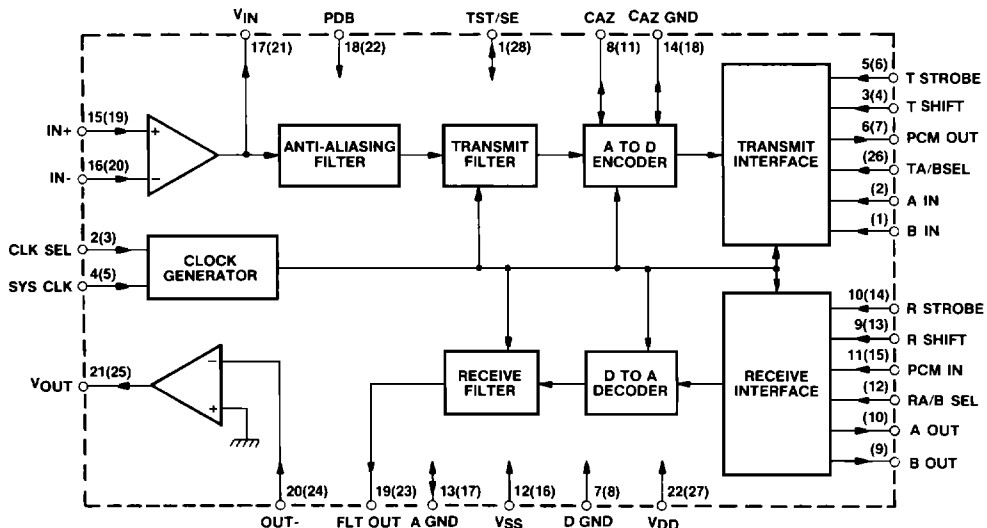 VIN
17(21)
PDB
18(22)
TST/SE
1(28)
CAZ
8(11)
CAZ GND
14(18)
IN+
15(19)
+
IN-
16(20)
−
ANTI-ALIASING
FILTER
TRANSMIT
FILTER
A TO D
ENCODER
TRANSMIT
INTERFACE
5(6)
T STROBE
3(4)
T SHIFT
6(7)
PCM OUT
(26)
TA/BSEL
(2)
A IN
(1)
B IN
CLK SEL
2(3)
SYS CLK
4(5)
CLOCK
GENERATOR
VOUT
21(25)
−
+
RECEIVE
FILTER
D TO A
DECODER
RECEIVE
INTERFACE
10(14)
R STROBE
9(13)
R SHIFT
11(15)
PCM IN
(12)
RA/B SEL
(10)
A OUT
(9)
B OUT
20(24)
OUT-
19(23)
FLT OUT
13(17)
A GND
12(16)
VSS
7(8)
D GND
22(27)
VDD